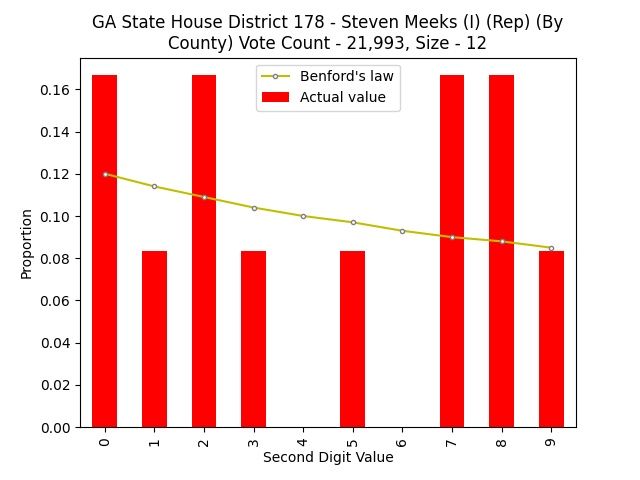 GA State House District 178 - Steven Meeks (I) (Rep) (By
County) Vote Count - 21,993, Size - 12
Benford's law
Actual value
0.16
0.14
0.12
0.10
0.08
0.06
0.04
0.02
0.00
Proportion
0 1 2 3 4 5 6 7 8 9
Second Digit Value